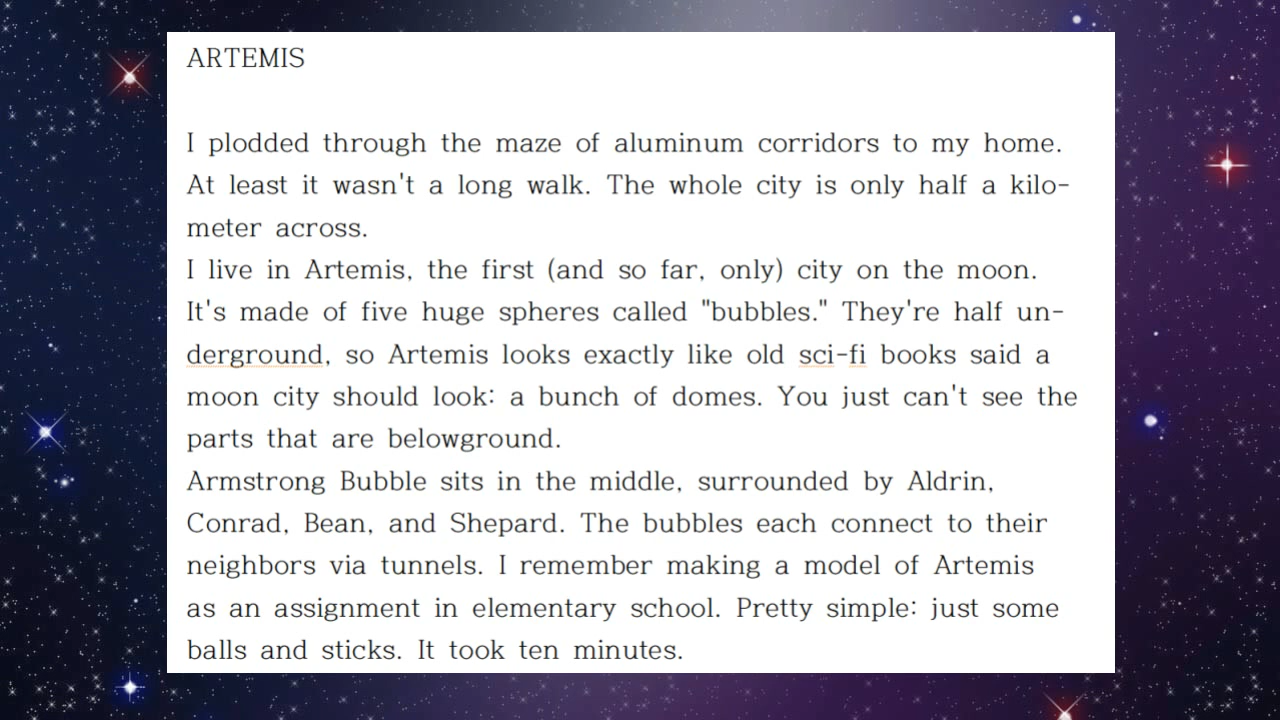 ARTEMIS
I plodded through the maze of aluminum corridors to my home.
At least it wasn't a long walk. The whole city is only half a kilo-
meter across.
I live in Artemis, the first (and so far, only) city on the moon.
It's made of five huge spheres called "bubbles." They're half un-
derground, so Artemis looks exactly like old sci-fi books said a
moon city should look: a bunch of domes. You just can't see the
parts that are belowground.
Armstrong Bubble sits in the middle, surrounded by Aldrin,
Conrad, Bean, and Shepard. The bubbles each connect to their
neighbors via tunnels. I remember making a model of Artemis
as an assignment in elementary school. Pretty simple: just some
balls and sticks. It took ten minutes.